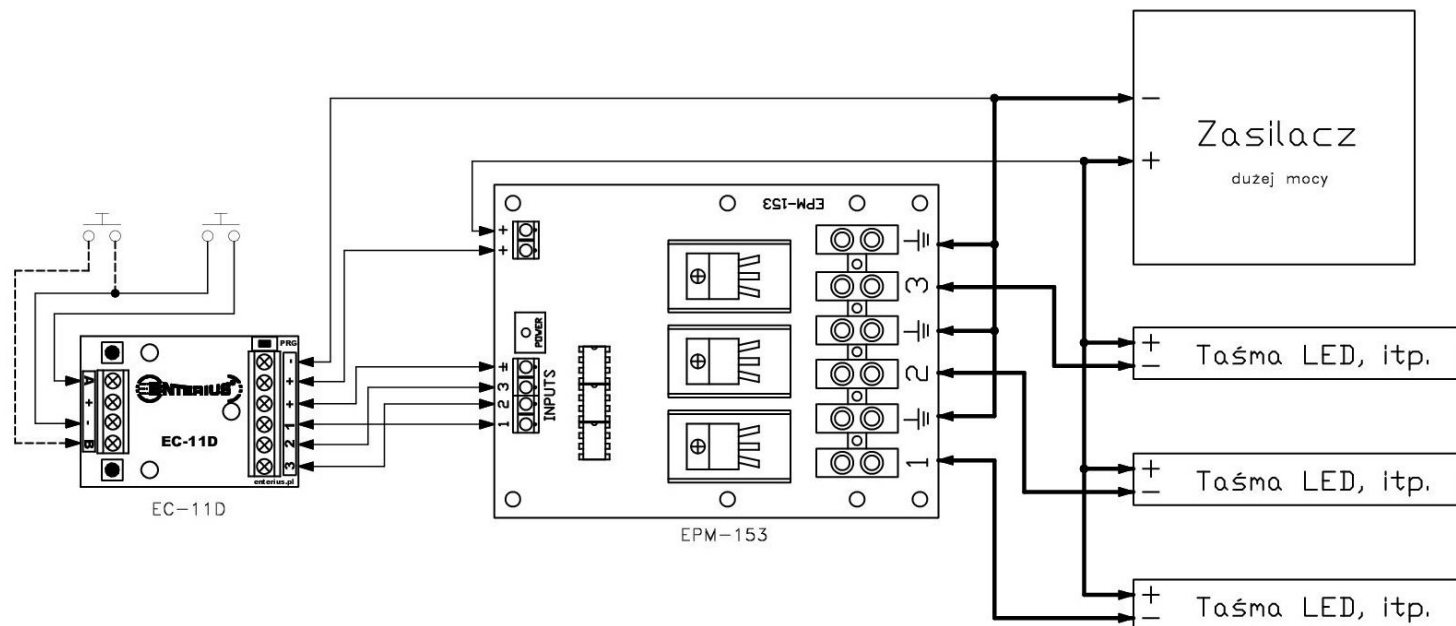 Zasilacz
dużej mocy
−
+
EPM-153
+
+
POWER
±
3
2
1
INPUTS
3
2
1
EPM-153
PRG
-
+
+
1
2
3
A
+
-
B
ENTERIUS
EC-11D
enterius.pl
EC-11D
+
−
Taśma LED, itp.
+
−
Taśma LED, itp.
+
−
Taśma LED, itp.